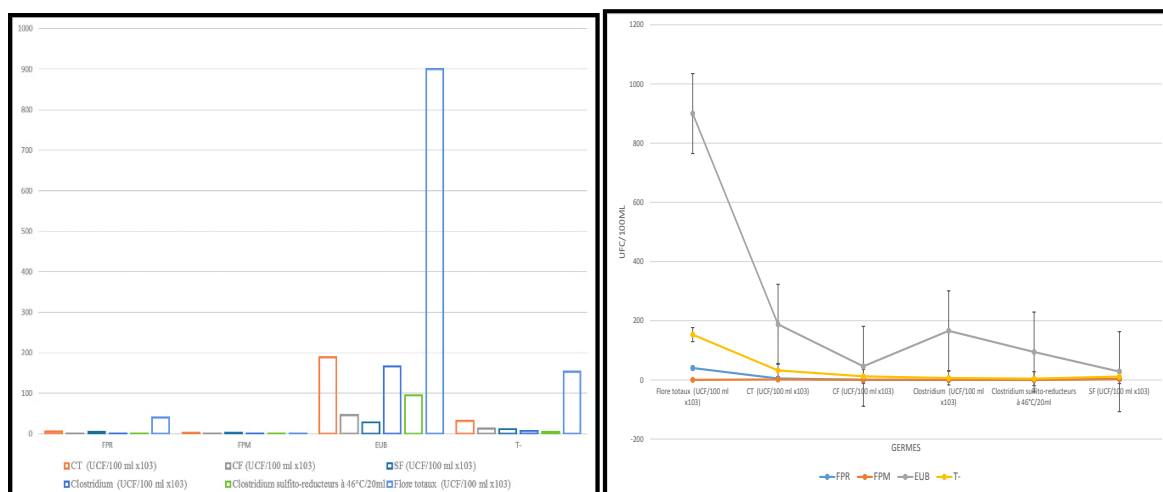 1000
900
800
700
600
500
400
300
200
100
0
FPR FPM EUB T-
CT (UCF/100 ml x103) CF (UCF/100 ml x103) SF (UCF/100 ml x103)
Clostridium (UCF/100 ml x103) Clostridium sulfito-reducteurs à 46°C/20ml Flore totaux (UCF/100 ml x103)
1200
1000
800
600
400
200
0
-200
UFC/100ML
Flore totaux (UCF/100 ml
x103)
CT (UCF/100 ml x103)
CF (UCF/100 ml x103)
Clostridium (UCF/100 ml
x103)
Clostridium sulfito-reducteurs
à 46°C/20ml
SF (UCF/100 ml x103)
GERMES
FPR FPM EUB T-